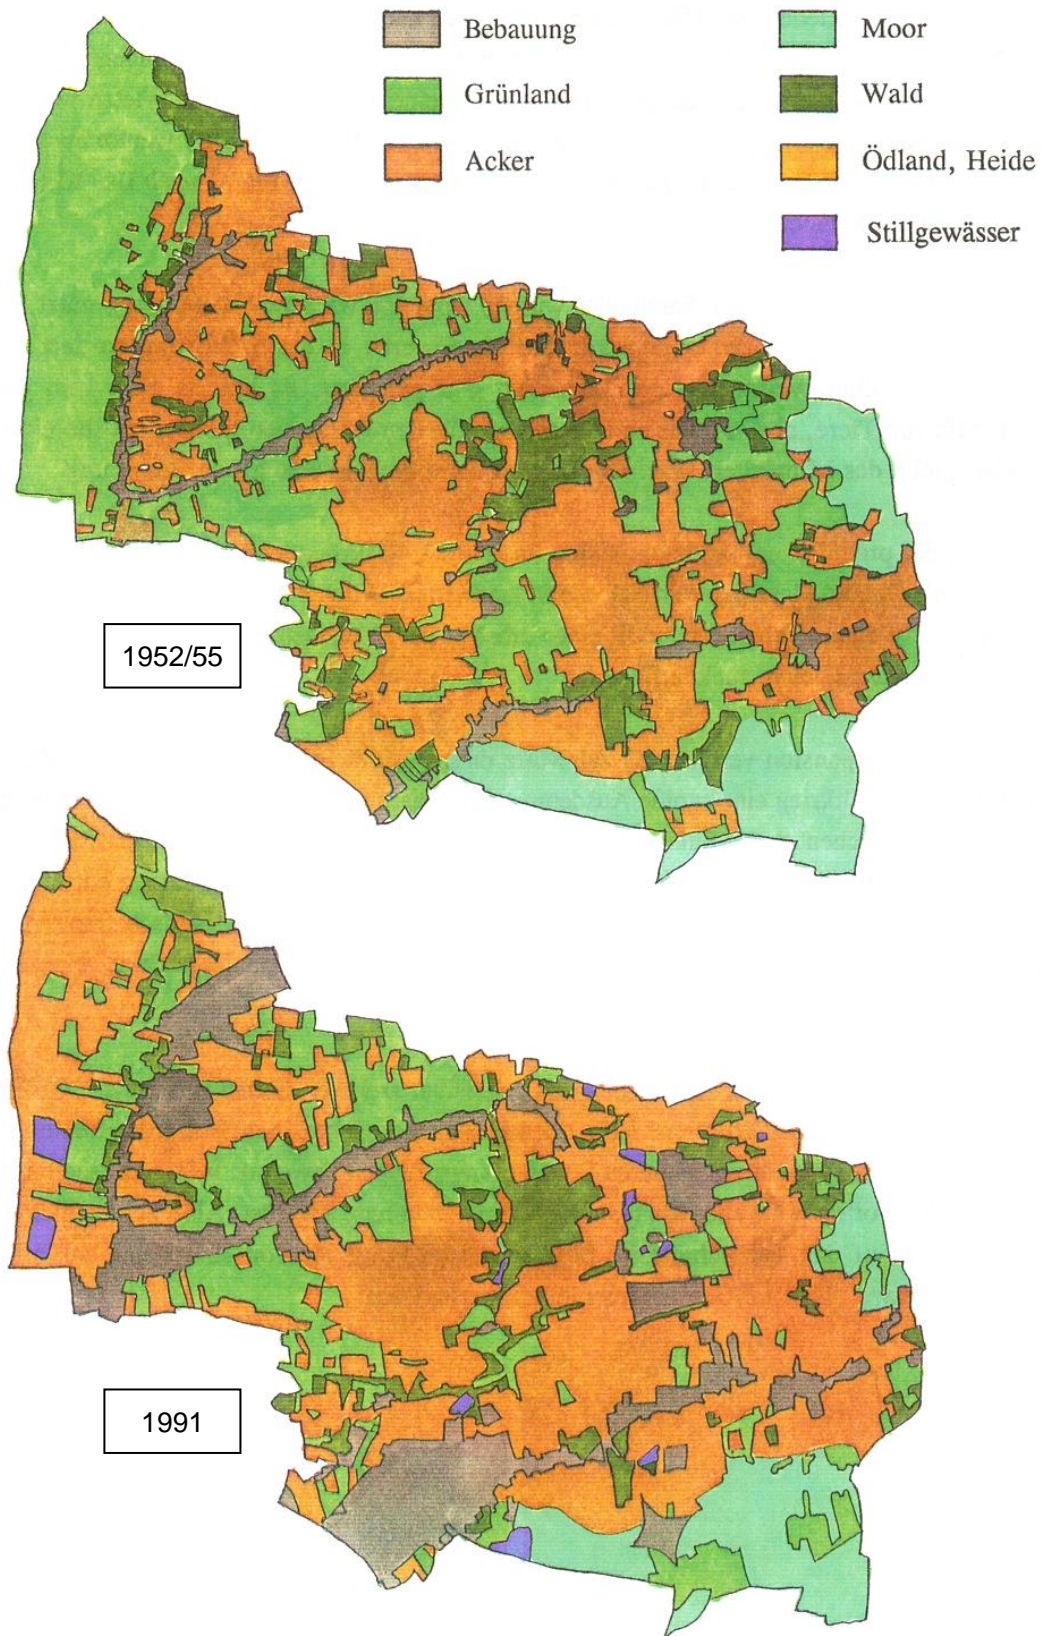 Bebauung
Grünland
Acker
Moor
Wald
Ödland, Heide
Stillgewässer
1952/55
1991